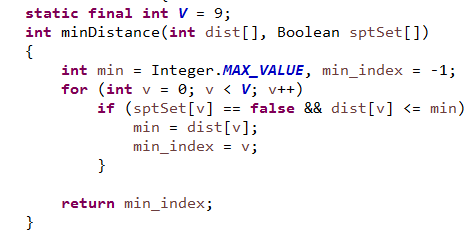 static final int V = 9;
int minDistance(int dist[], Boolean sptSet[])
{
    int min = Integer.MAX_VALUE, min_index = -1;
    for (int v = 0; v < V; v++)
        if (sptSet[v] == false && dist[v] <= min)
            min = dist[v];
            min_index = v;
        }

    return min_index;
}